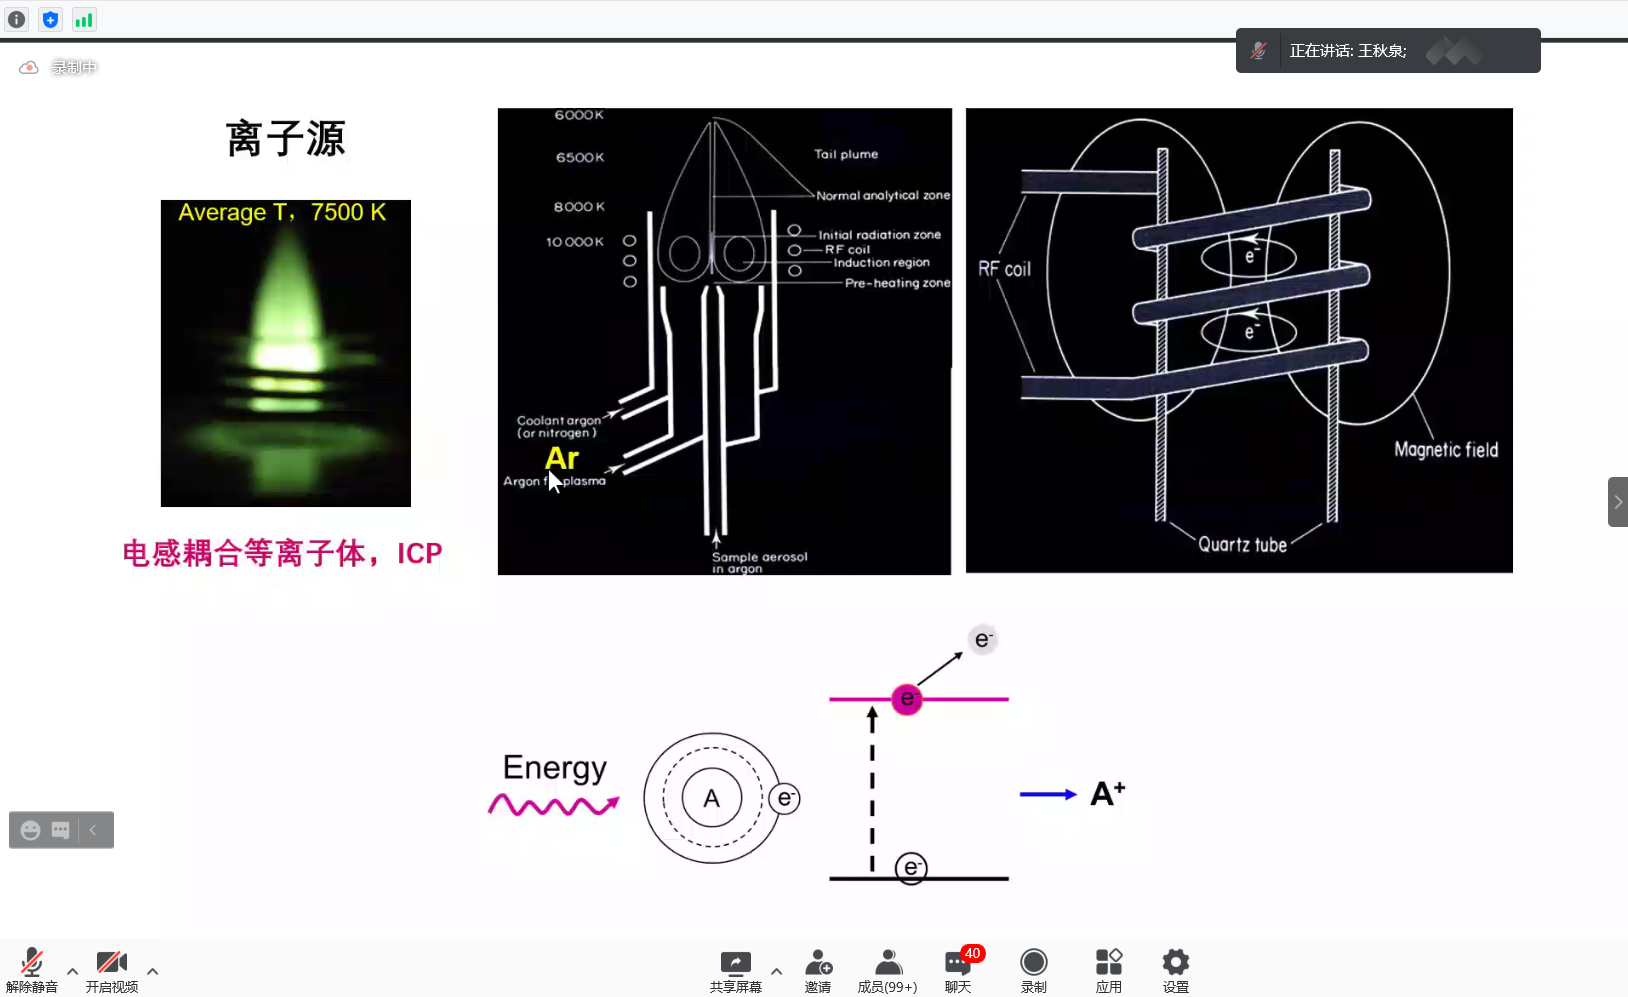 正在讲话: 王秋泉;
录制中
离子源
Average T，7500 K
电感耦合等离子体，ICP
6000K
6500K
8000K
10 000K
Tail plume
Normal analytical zone
Initial radiation zone
RF coil
Induction region
Pre-heating zone
Coolant argon
(or nitrogen)
Ar
Argon f plasma
Sample aerosol
in argon
RF coil
e-
e-
Magnetic field
Quartz tube
Energy
A
e-
e-
e-
e-
A+
解除静音
开启视频
共享屏幕
邀请
成员(99+)
40
聊天
录制
应用
设置